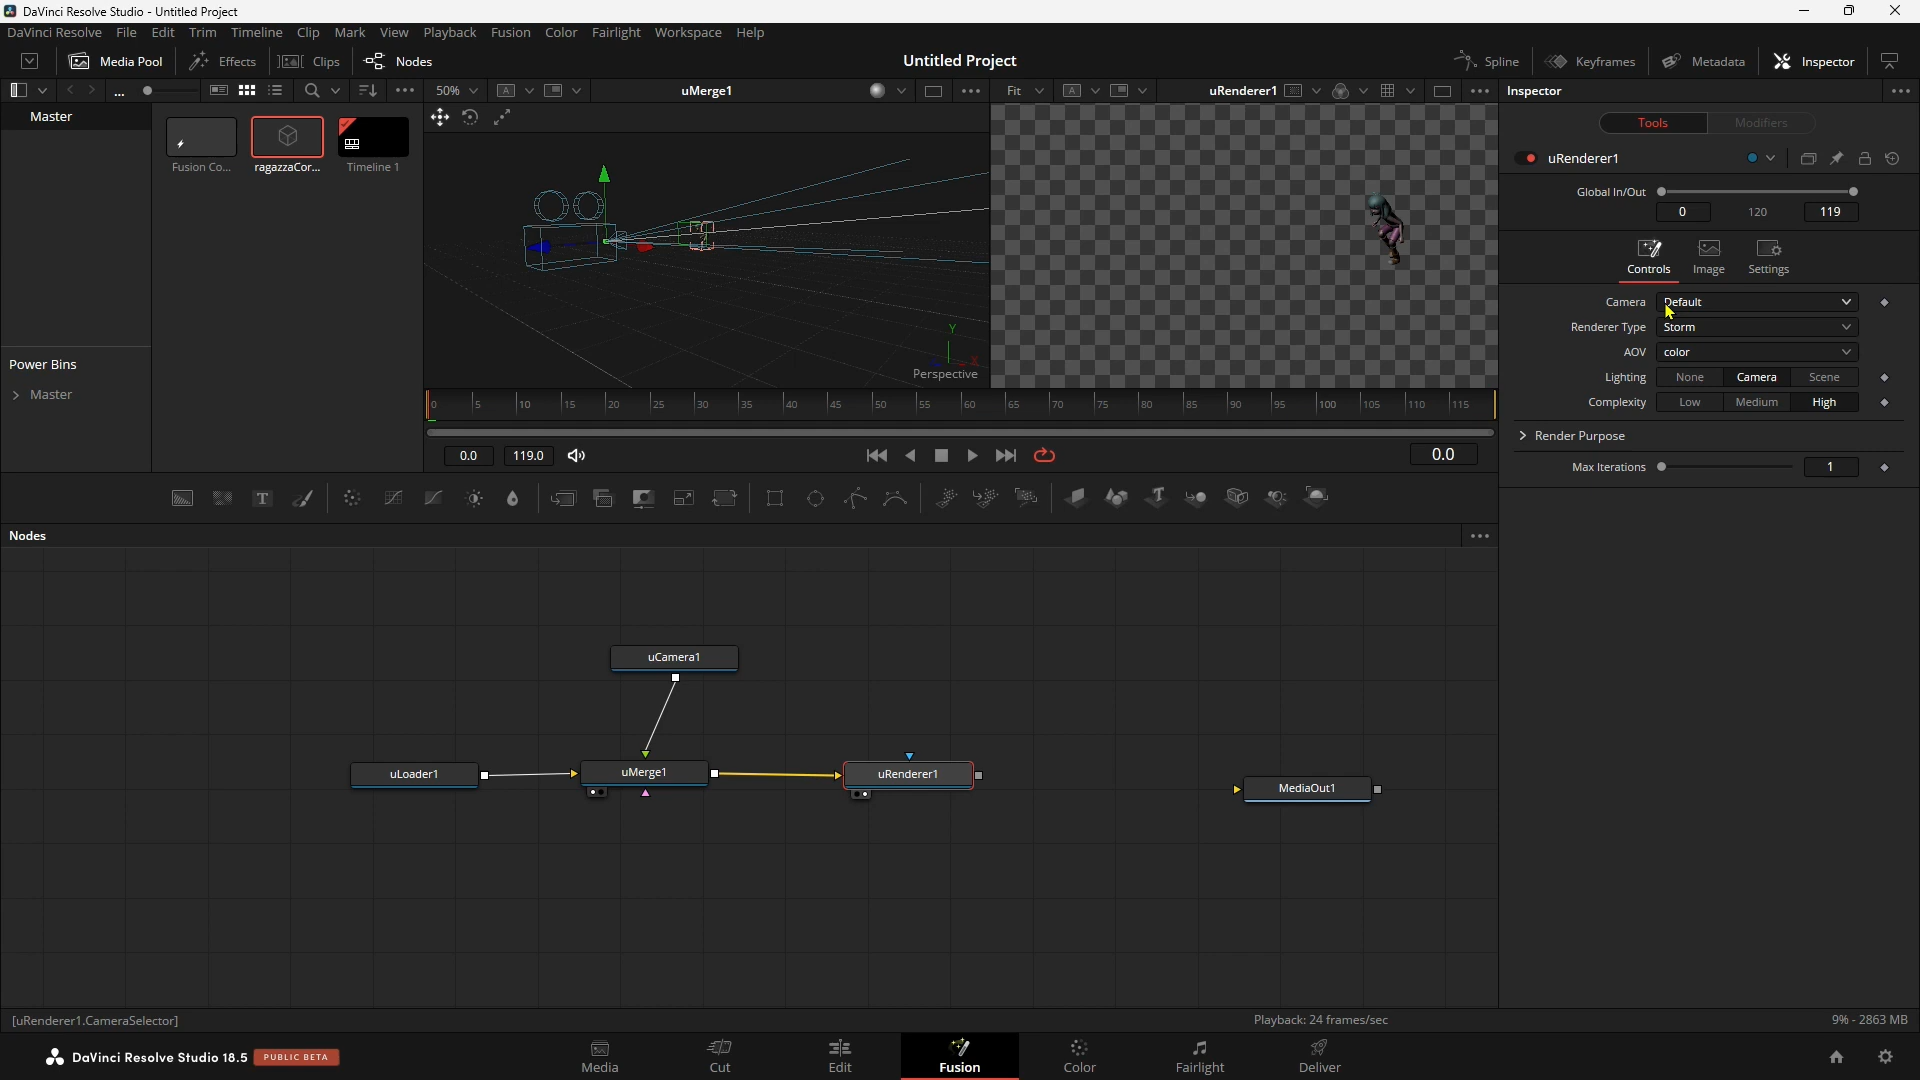 DaVinci Resolve Studio - Untitled Project
DaVinci Resolve File Edit Trim Timeline Clip Mark View Playback Fusion Color Fairlight Workspace Help
Media Pool Effects Clips Nodes Untitled Project Spline Keyframes Metadata Inspector
... 50% A uMerge1 Fit A uRenderer1 Inspector
Master
Fusion Co...
ragazzaCor...
Timeline 1
Power Bins
Master
Y
X
Perspective
Tools Modifiers
uRenderer1
Global In/Out
0 120 119
Controls Image Settings
Camera Default
Renderer Type Storm
AOV color
Lighting None Camera Scene
Complexity Low Medium High
Render Purpose
Max Iterations 1
0 5 10 15 20 25 30 35 40 45 50 55 60 65 70 75 80 85 90 95 100 105 110 115
0.0 119.0 0.0
T T
Nodes
uCamera1
uLoader1
uMerge1
uRenderer1
MediaOut1
[uRenderer1.CameraSelector] Playback: 24 frames/sec 9% - 2863 MB
DaVinci Resolve Studio 18.5 PUBLIC BETA
Media Cut Edit Fusion Color Fairlight Deliver